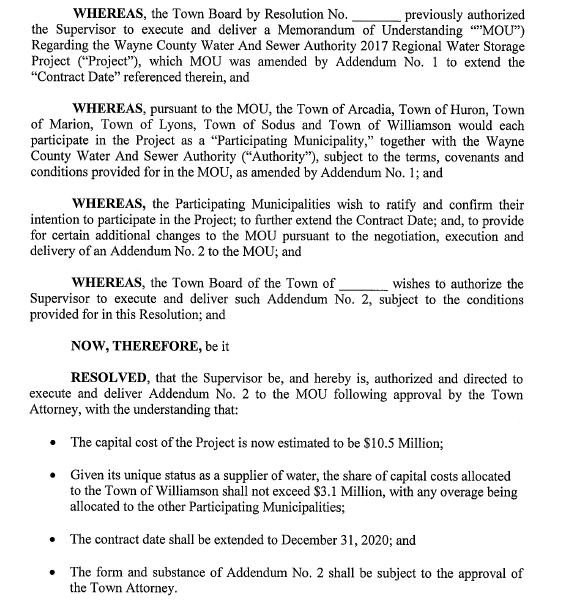 WHEREAS, the Town Board by Resolution No. _______ previously authorized
the Supervisor to execute and deliver a Memorandum of Understanding “"MOU”)
Regarding the Wayne County Water And Sewer Authority 2017 Regional Water Storage
Project (“Project”), which MOU was amended by Addendum No. 1 to extend the
“Contract Date” referenced therein, and
WHEREAS, pursuant to the MOU, the Town of Arcadia, Town of Huron, Town
of Marion, Town of Lyons, Town of Sodus and Town of Williamson would each
participate in the Project as a “Participating Municipality,” together with the Wayne
County Water And Sewer Authority (“Authority”), subject to the terms, covenants and
conditions provided for in the MOU, as amended by Addendum No. 1; and
WHEREAS, the Participating Municipalities wish to ratify and confirm their
intention to participate in the Project; to further extend the Contract Date; and, to provide
for certain additional changes to the MOU pursuant to the negotiation, execution and
delivery of an Addendum No. 2 to the MOU; and
WHEREAS, the Town Board of the Town of _______ wishes to authorize the
Supervisor to execute and deliver such Addendum No. 2, subject to the conditions
provided for in this Resolution; and
NOW, THEREFORE, be it
RESOLVED, that the Supervisor be, and hereby is, authorized and directed to
execute and deliver Addendum No. 2 to the MOU following approval by the Town
Attorney, with the understanding that:
• The capital cost of the Project is now estimated to be $10.5 Million;
• Given its unique status as a supplier of water, the share of capital costs allocated
to the Town of Williamson shall not exceed $3.1 Million, with any overage being
allocated to the other Participating Municipalities;
• The contract date shall be extended to December 31, 2020; and
• The form and substance of Addendum No. 2 shall be subject to the approval of
the Town Attorney.